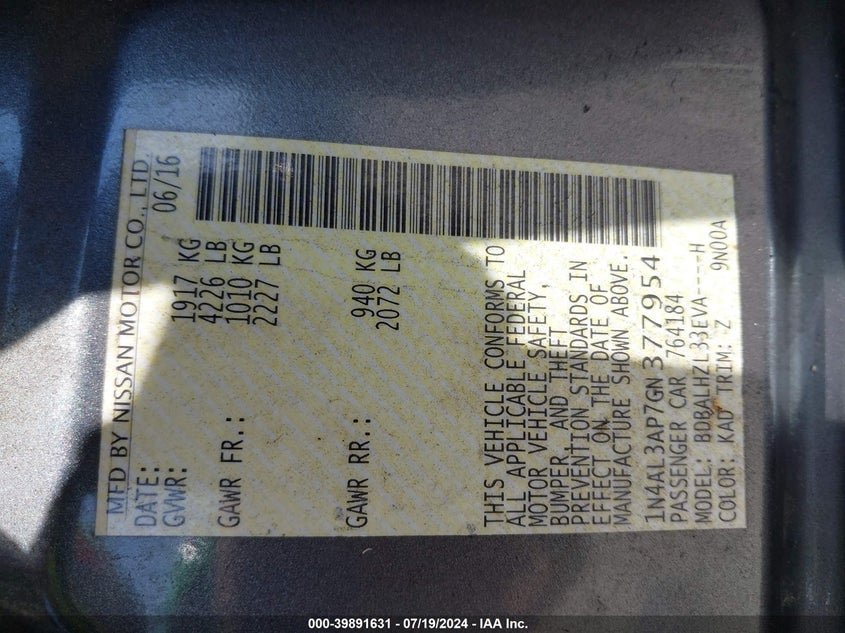 MFD BY NISSAN MOTOR CO., LTD.
DATE: 06/16
GVWR: 1917 KG
4226 LB
GAWR FR.: 1010 KG
2227 LB
GAWR RR.: 940 KG
2072 LB
THIS VEHICLE CONFORMS TO
ALL APPLICABLE FEDERAL
MOTOR VEHICLE SAFETY,
BUMPER, AND THEFT
PREVENTION STANDARDS IN
EFFECT ON THE DATE OF
MANUFACTURE SHOWN ABOVE.
1N4AL3AP7GN377954
PASSENGER CAR 764184
MODEL: BDBALHZL33EVA----H
COLOR: KAD TRIM: Z 9N00A
000-39891631 - 07/19/2024 - IAA Inc.